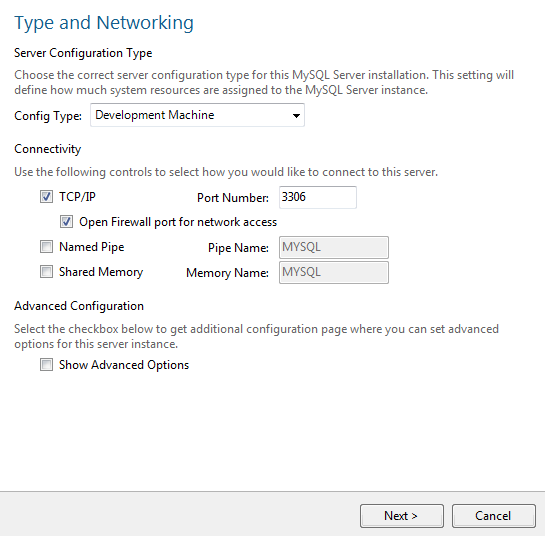 Type and Networking
Server Configuration Type
Choose the correct server configuration type for this MySQL Server installation. This setting will
define how much system resources are assigned to the MySQL Server instance.
Config Type: Development Machine
Connectivity
Use the following controls to select how you would like to connect to this server.
TCP/IP Port Number: 3306
Open Firewall port for network access
Named Pipe Pipe Name: MYSQL
Shared Memory Memory Name: MYSQL
Advanced Configuration
Select the checkbox below to get additional configuration page where you can set advanced
options for this server instance.
Show Advanced Options
Next > Cancel